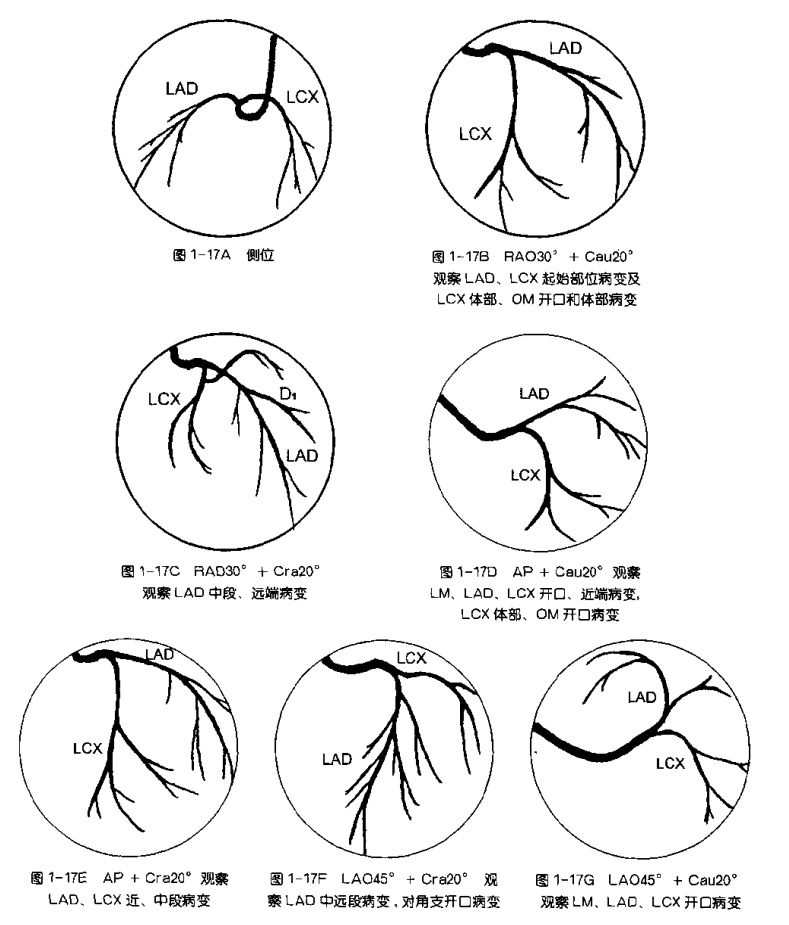 LAD
LCX
图 1-17A 侧位
LAD
LCX
图 1-17B RAO30° + Cau20°
观察 LAD、LCX 起始部位病变及
LCX 体部、OM 开口和体部病变
LCX
D₁
LAD
图 1-17C RAD30° + Cra20°
观察 LAD 中段、远端病变
LAD
LCX
图 1-17D AP + Cau20° 观察
LM、LAD、LCX 开口、近端病变,
LCX 体部、OM 开口病变
LAD
LCX
图 1-17E AP + Cra20° 观察
LAD、LCX 近、中段病变
LCX
LAD
图 1-17F LAO45° + Cra20° 观
察 LAD 中远段病变,对角支开口病变
LAD
LCX
图 1-17G LAO45° + Cau20°
观察 LM、LAD、LCX 开口病变